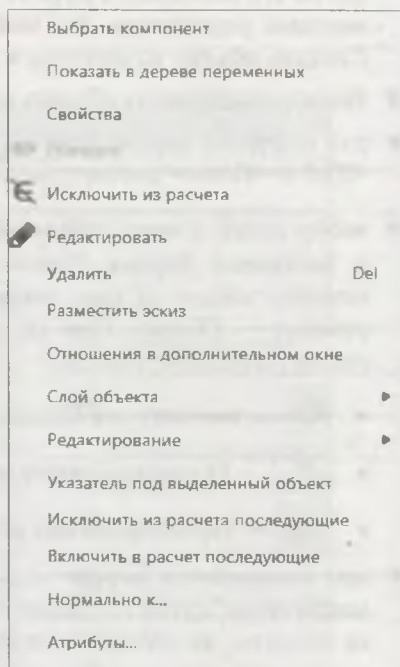 Выбрать компонент
Показать в дереве переменных
Свойства
Исключить из расчета
Редактировать
Удалить Del
Разместить эскиз
Отношения в дополнительном окне
Слой объекта
Редактирование
Указатель под выделенный объект
Исключить из расчета последующие
Включить в расчет последующие
Нормально к...
Атрибуты...